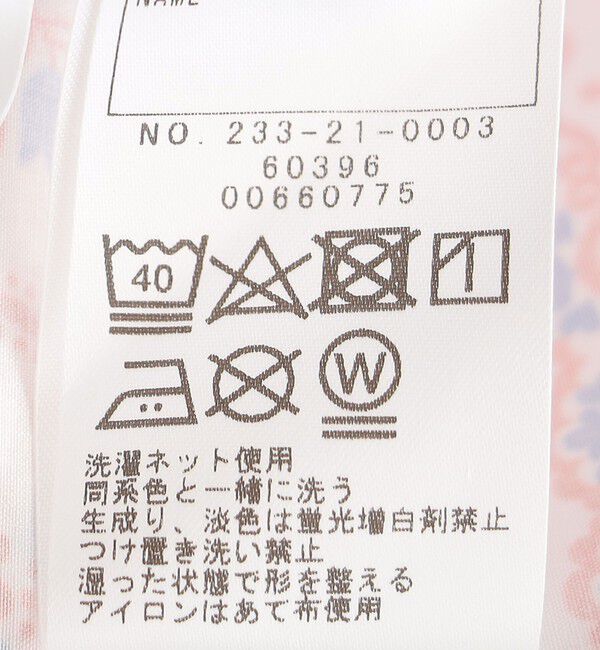 NAME
NO. 233-21-0003
60396
00660775
40
W
洗濯ネット使用
同系色と一緒に洗う
生成り、淡色は蛍光増白剤禁止
つけ置き洗い禁止
湿った状態で形を整える
アイロンはあて布使用